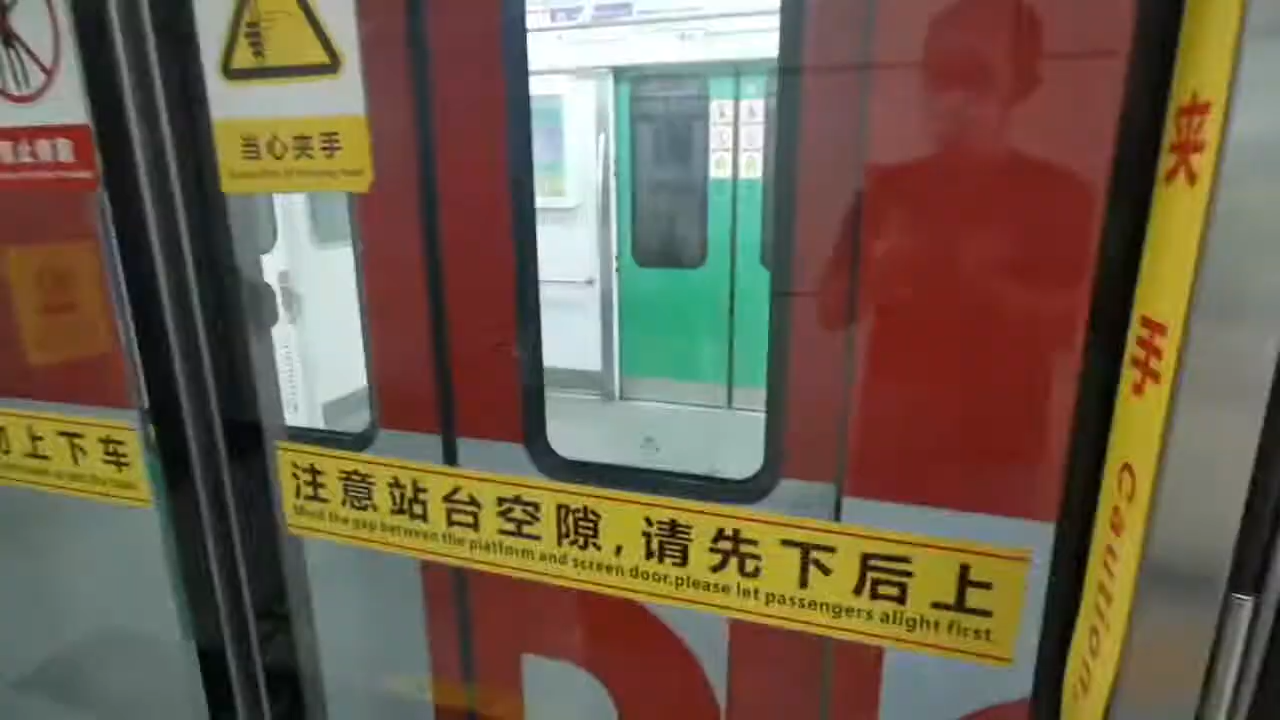 当心夹手
上下车
注意站台空隙,请先下后上
Mind the gap between the platform and screen door,please let passengers alight first.
夹手
Caution,